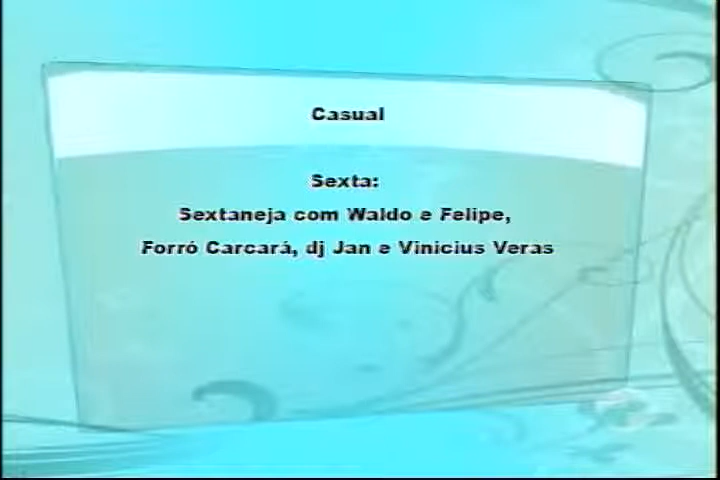 Casual
Sexta:
Sextaneja com Waldo e Felipe,
Forró Carcará, dj Jan e Vinicius Veras